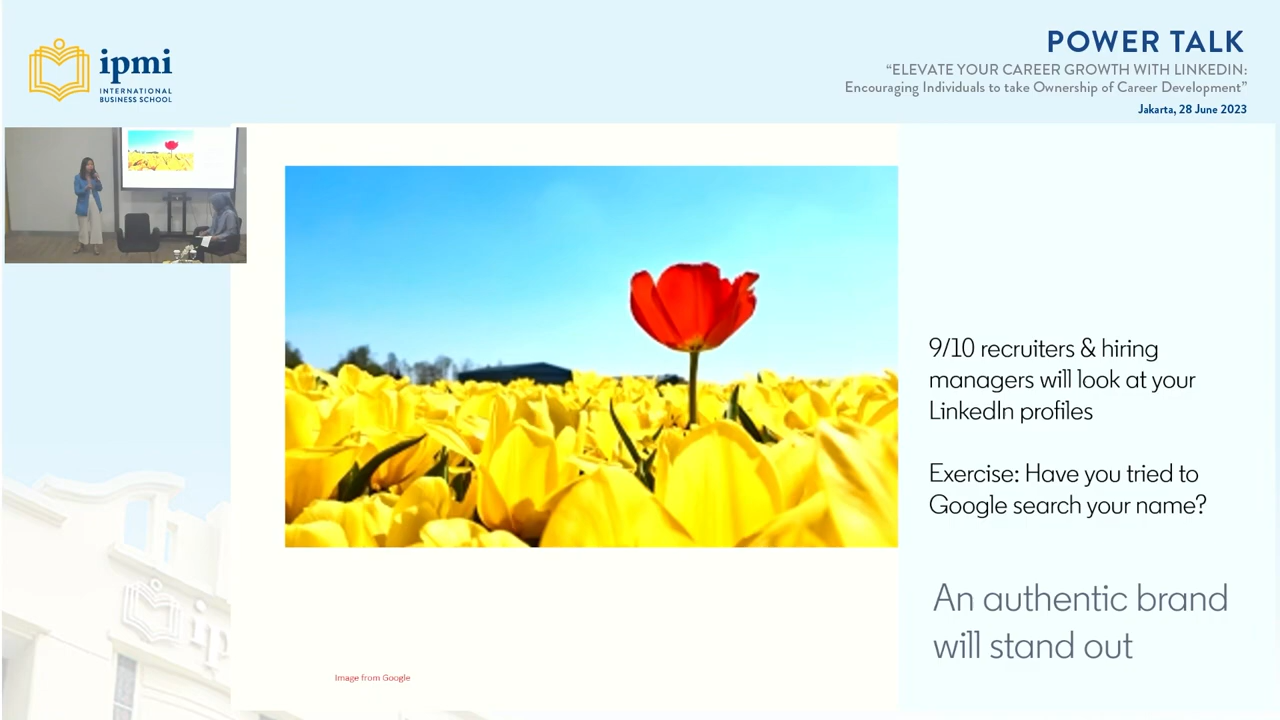 ipmi
INTERNATIONAL
BUSINESS SCHOOL
POWER TALK
“ELEVATE YOUR CAREER GROWTH WITH LINKEDIN:
Encouraging Individuals to take Ownership of Career Development”
Jakarta, 28 June 2023
9/10 recruiters & hiring
managers will look at your
LinkedIn profiles
Exercise: Have you tried to
Google search your name?
An authentic brand
will stand out
Image from Google
ip